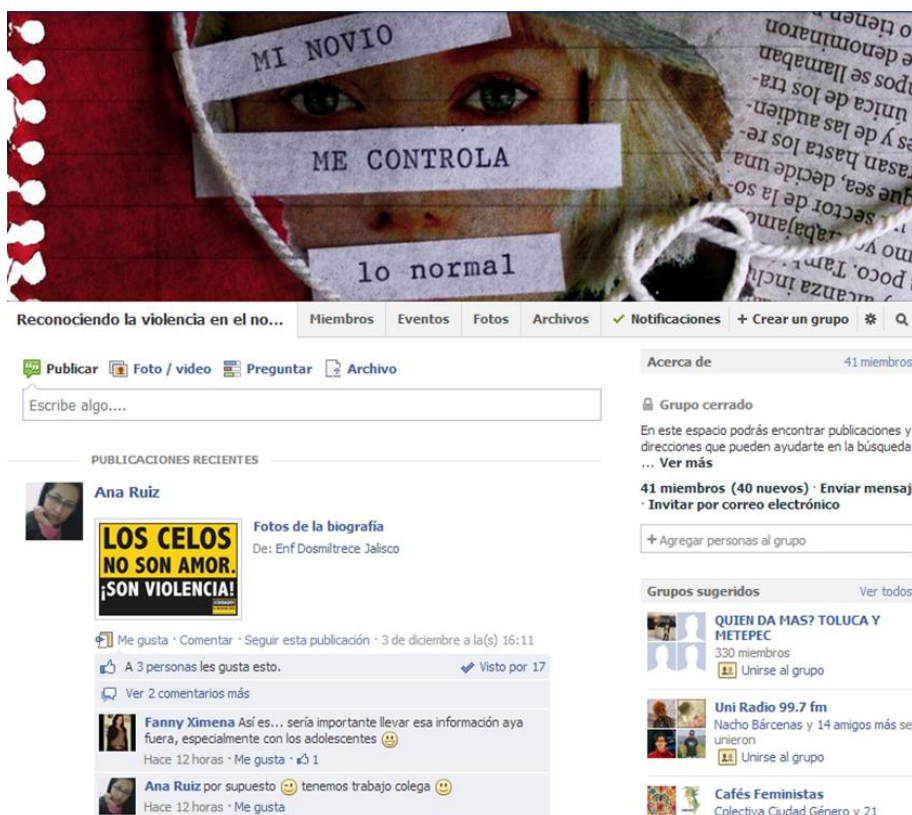 MI NOVIO
ME CONTROLA
lo normal
Reconociendo la violencia en el no...
Miembros
Eventos
Fotos
Archivos
Notificaciones
+ Crear un grupo
Publicar
Foto / video
Preguntar
Archivo
Escribe algo....
PUBLICACIONES RECIENTES
Ana Ruiz
LOS CELOS
NO SON AMOR.
¡SON VIOLENCIA!
Fotos de la biografía
De: Enf Dosmiltrece Jalisco
Me gusta · Comentar · Seguir esta publicación · 3 de diciembre a la(s) 16:11
A 3 personas les gusta esto.
Visto por 17
Ver 2 comentarios más
Fanny Ximena Así es... sería importante llevar esa información aya
fuera, especialmente con los adolescentes
Hace 12 horas · Me gusta · 1
Ana Ruiz por supuesto tenemos trabajo colega
Hace 12 horas · Me gusta
Acerca de
41 miembros
Grupo cerrado
En este espacio podrás encontrar publicaciones y
direcciones que pueden ayudarte en la búsqueda
... Ver más
41 miembros (40 nuevos) · Enviar mensaj
· Invitar por correo electrónico
+ Agregar personas al grupo
Grupos sugeridos
Ver todos
QUIEN DA MAS? TOLUCA Y
METEPEC
330 miembros
Unirse al grupo
Uni Radio 99.7 fm
Nacho Bárcenas y 14 amigos más se
unieron
Unirse al grupo
Cafés Feministas
Colectiva Ciudad Género y 21